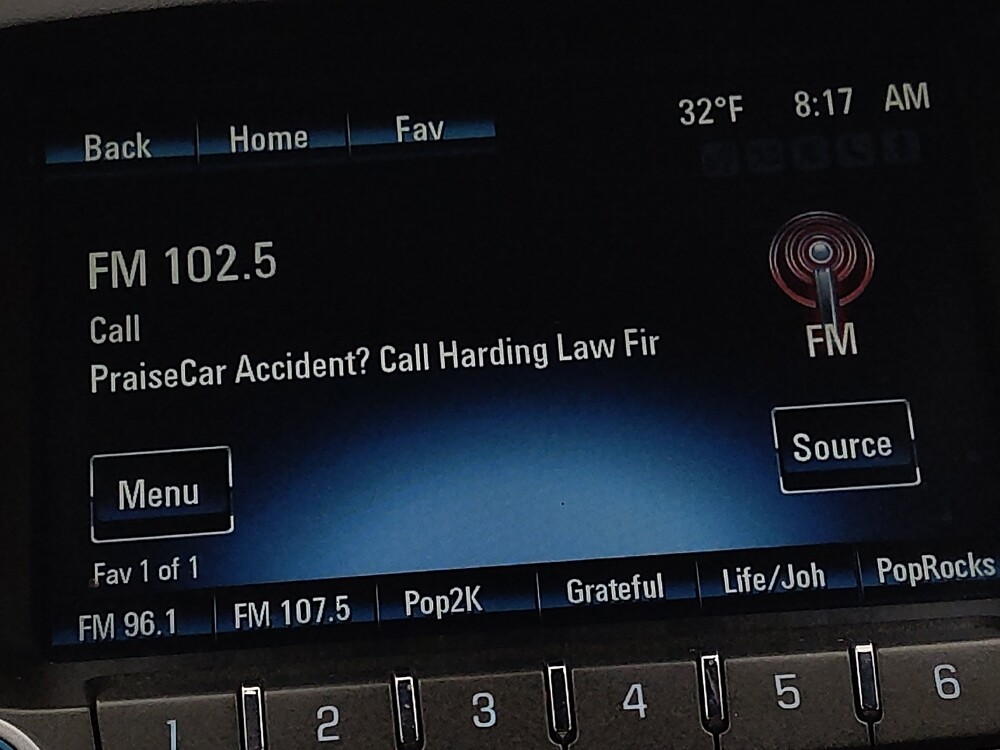 Back Home Fav 32°F 8:17 AM
FM 102.5
Call
PraiseCar Accident? Call Harding Law Fir
FM
Menu
Source
Fav 1 of 1
FM 96.1 FM 107.5 Pop2K Grateful Life/Joh PopRocks
1 2 3 4 5 6